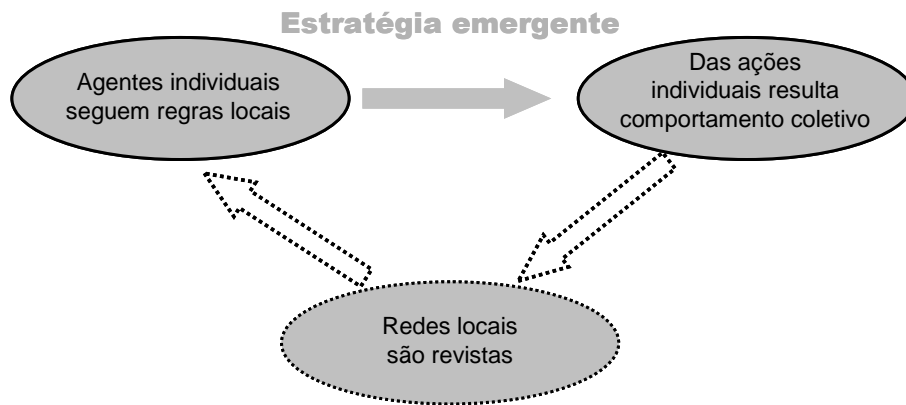 Estratégia emergente
Agentes individuais
seguem regras locais
Das ações
individuais resulta
comportamento coletivo
Redes locais
são revistas